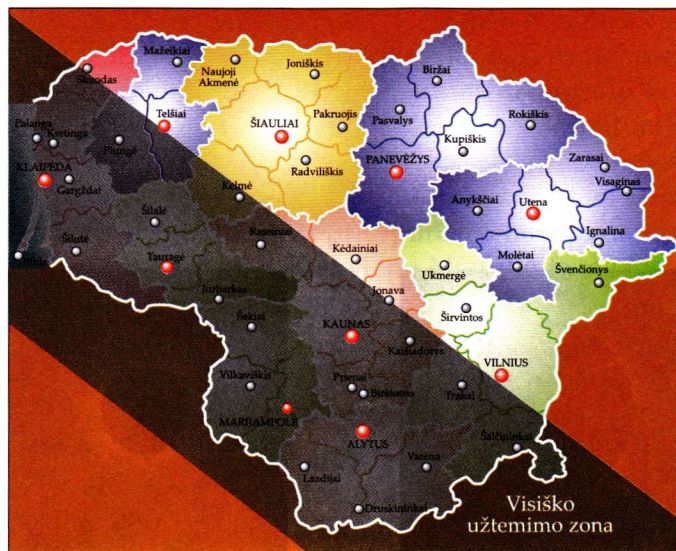 Mažeikiai
Skuodas
Naujoji
Akmenė
Joniškis
Biržai
Telšiai
ŠIAULIAI
Pakruojis
Pasvalys
Rokiškis
Palanga
Kretinga
Plungė
Kupiškis
Radviliškis
PANEVĖŽYS
Zarasai
KLAIPĖDA
Gargždai
Visaginas
Kelmė
Anykščiai
Utena
Šilalė
Raseiniai
Ignalina
Šilutė
Kėdainiai
Tauragė
Ukmergė
Molėtai
Švenčionys
Jurbarkas
Jonava
Širvintos
Šakiai
KAUNAS
Kaišiadorys
VILNIUS
Vilkaviškis
Prienai
Birštonas
Trakai
MARIJAMPOLĖ
ALYTUS
Šalčininkai
Lazdijai
Varėna
Druskininkai
Visiško
užtemimo zona